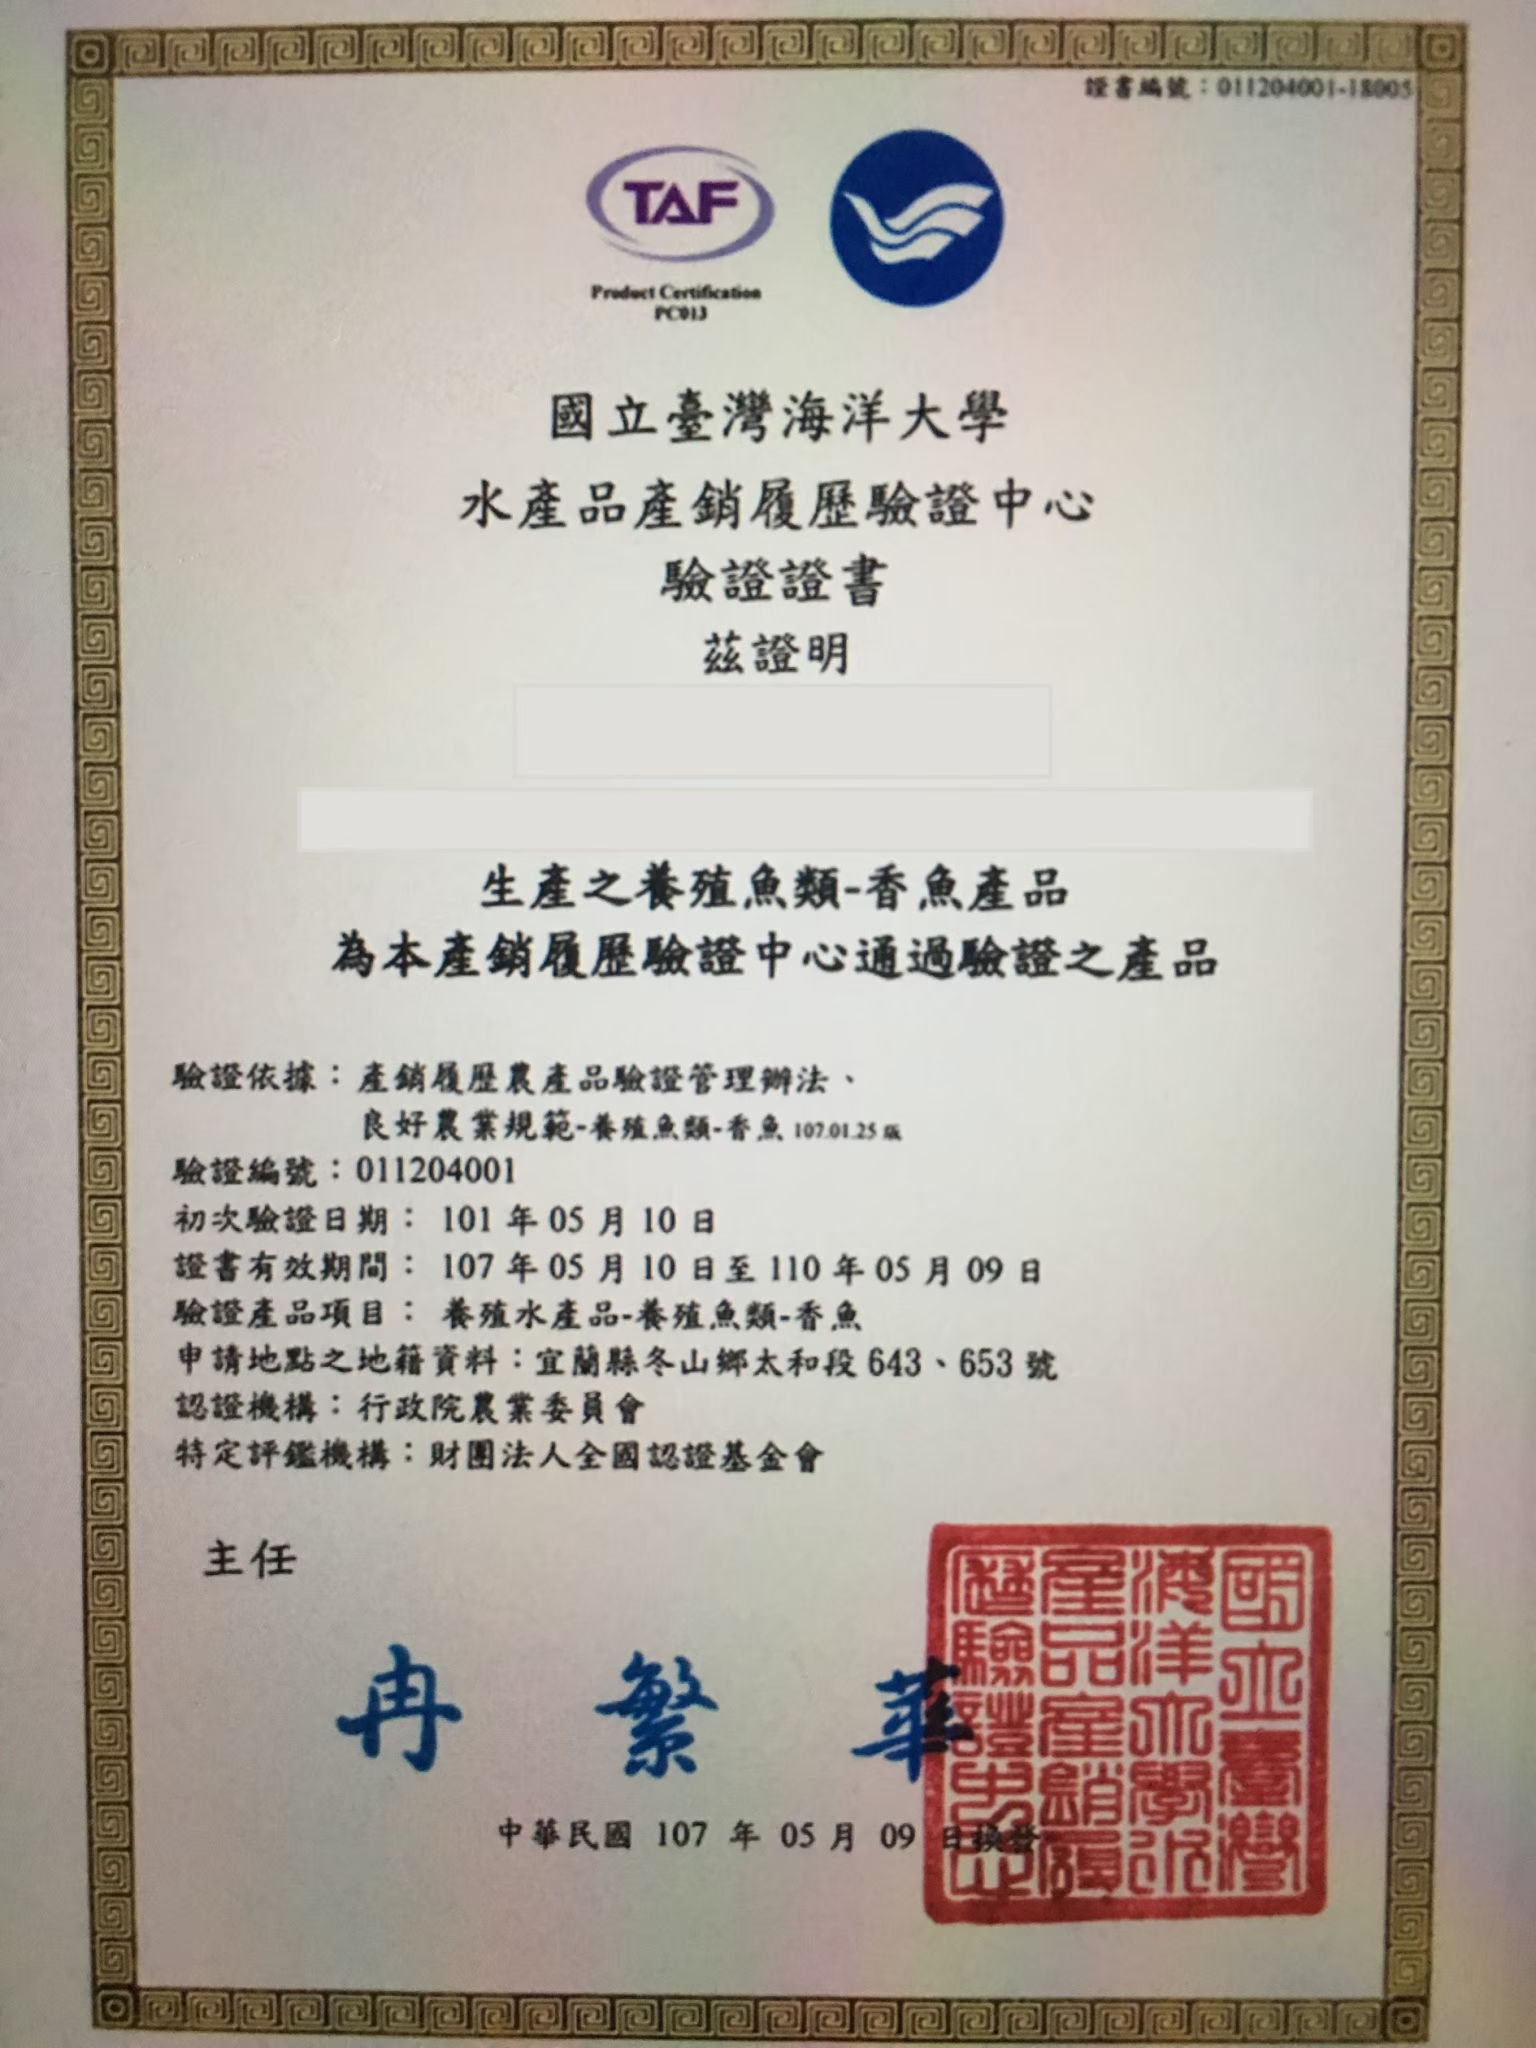 證書編號：011204001-18005
TAF
Product Certification
PC013
國立臺灣海洋大學
水產品產銷履歷驗證中心
驗證證書
茲證明
生產之養殖魚類-香魚產品
為本產銷履歷驗證中心通過驗證之產品
驗證依據：產銷履歷農產品驗證管理辦法、
良好農業規範-養殖魚類-香魚 107.01.25 版
驗證編號：011204001
初次驗證日期： 101 年 05 月 10 日
證書有效期間： 107 年 05 月 10 日至 110 年 05 月 09 日
驗證產品項目： 養殖水產品-養殖魚類-香魚
申請地點之地籍資料：宜蘭縣冬山鄉太和段 643、653 號
認證機構：行政院農業委員會
特定評鑑機構：財團法人全國認證基金會
主任
冉繁華
中華民國 107 年 05 月 09 日換發
國立臺灣
海洋大學水
產品產銷履
歷驗證中心